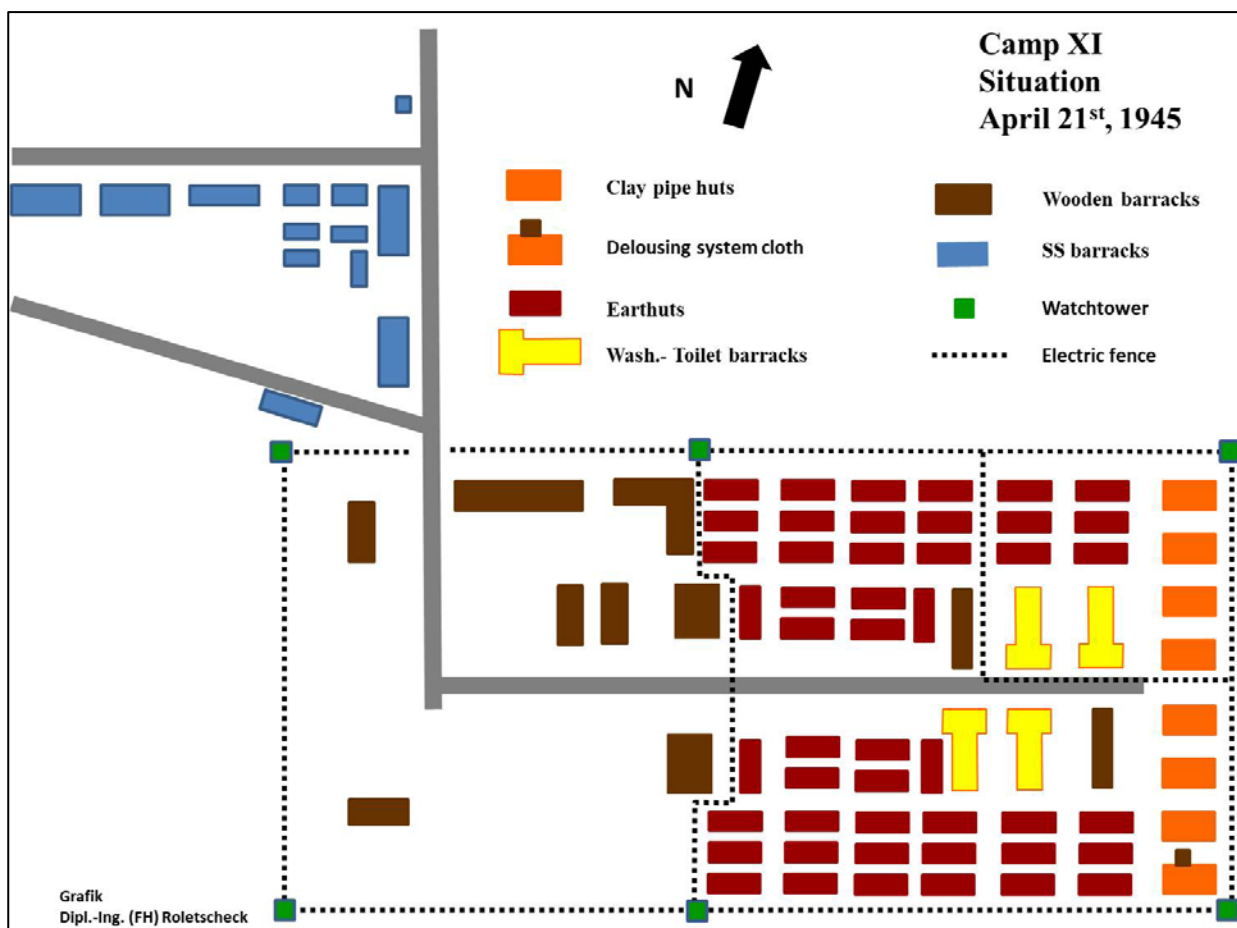 Camp XI
Situation
April 21st, 1945
N
Clay pipe huts
Wooden barracks
Delousing system cloth
SS barracks
Earthuts
Watchtower
Wash.- Toilet barracks
Electric fence
Grafik
Dipl.-Ing. (FH) Roletscheck